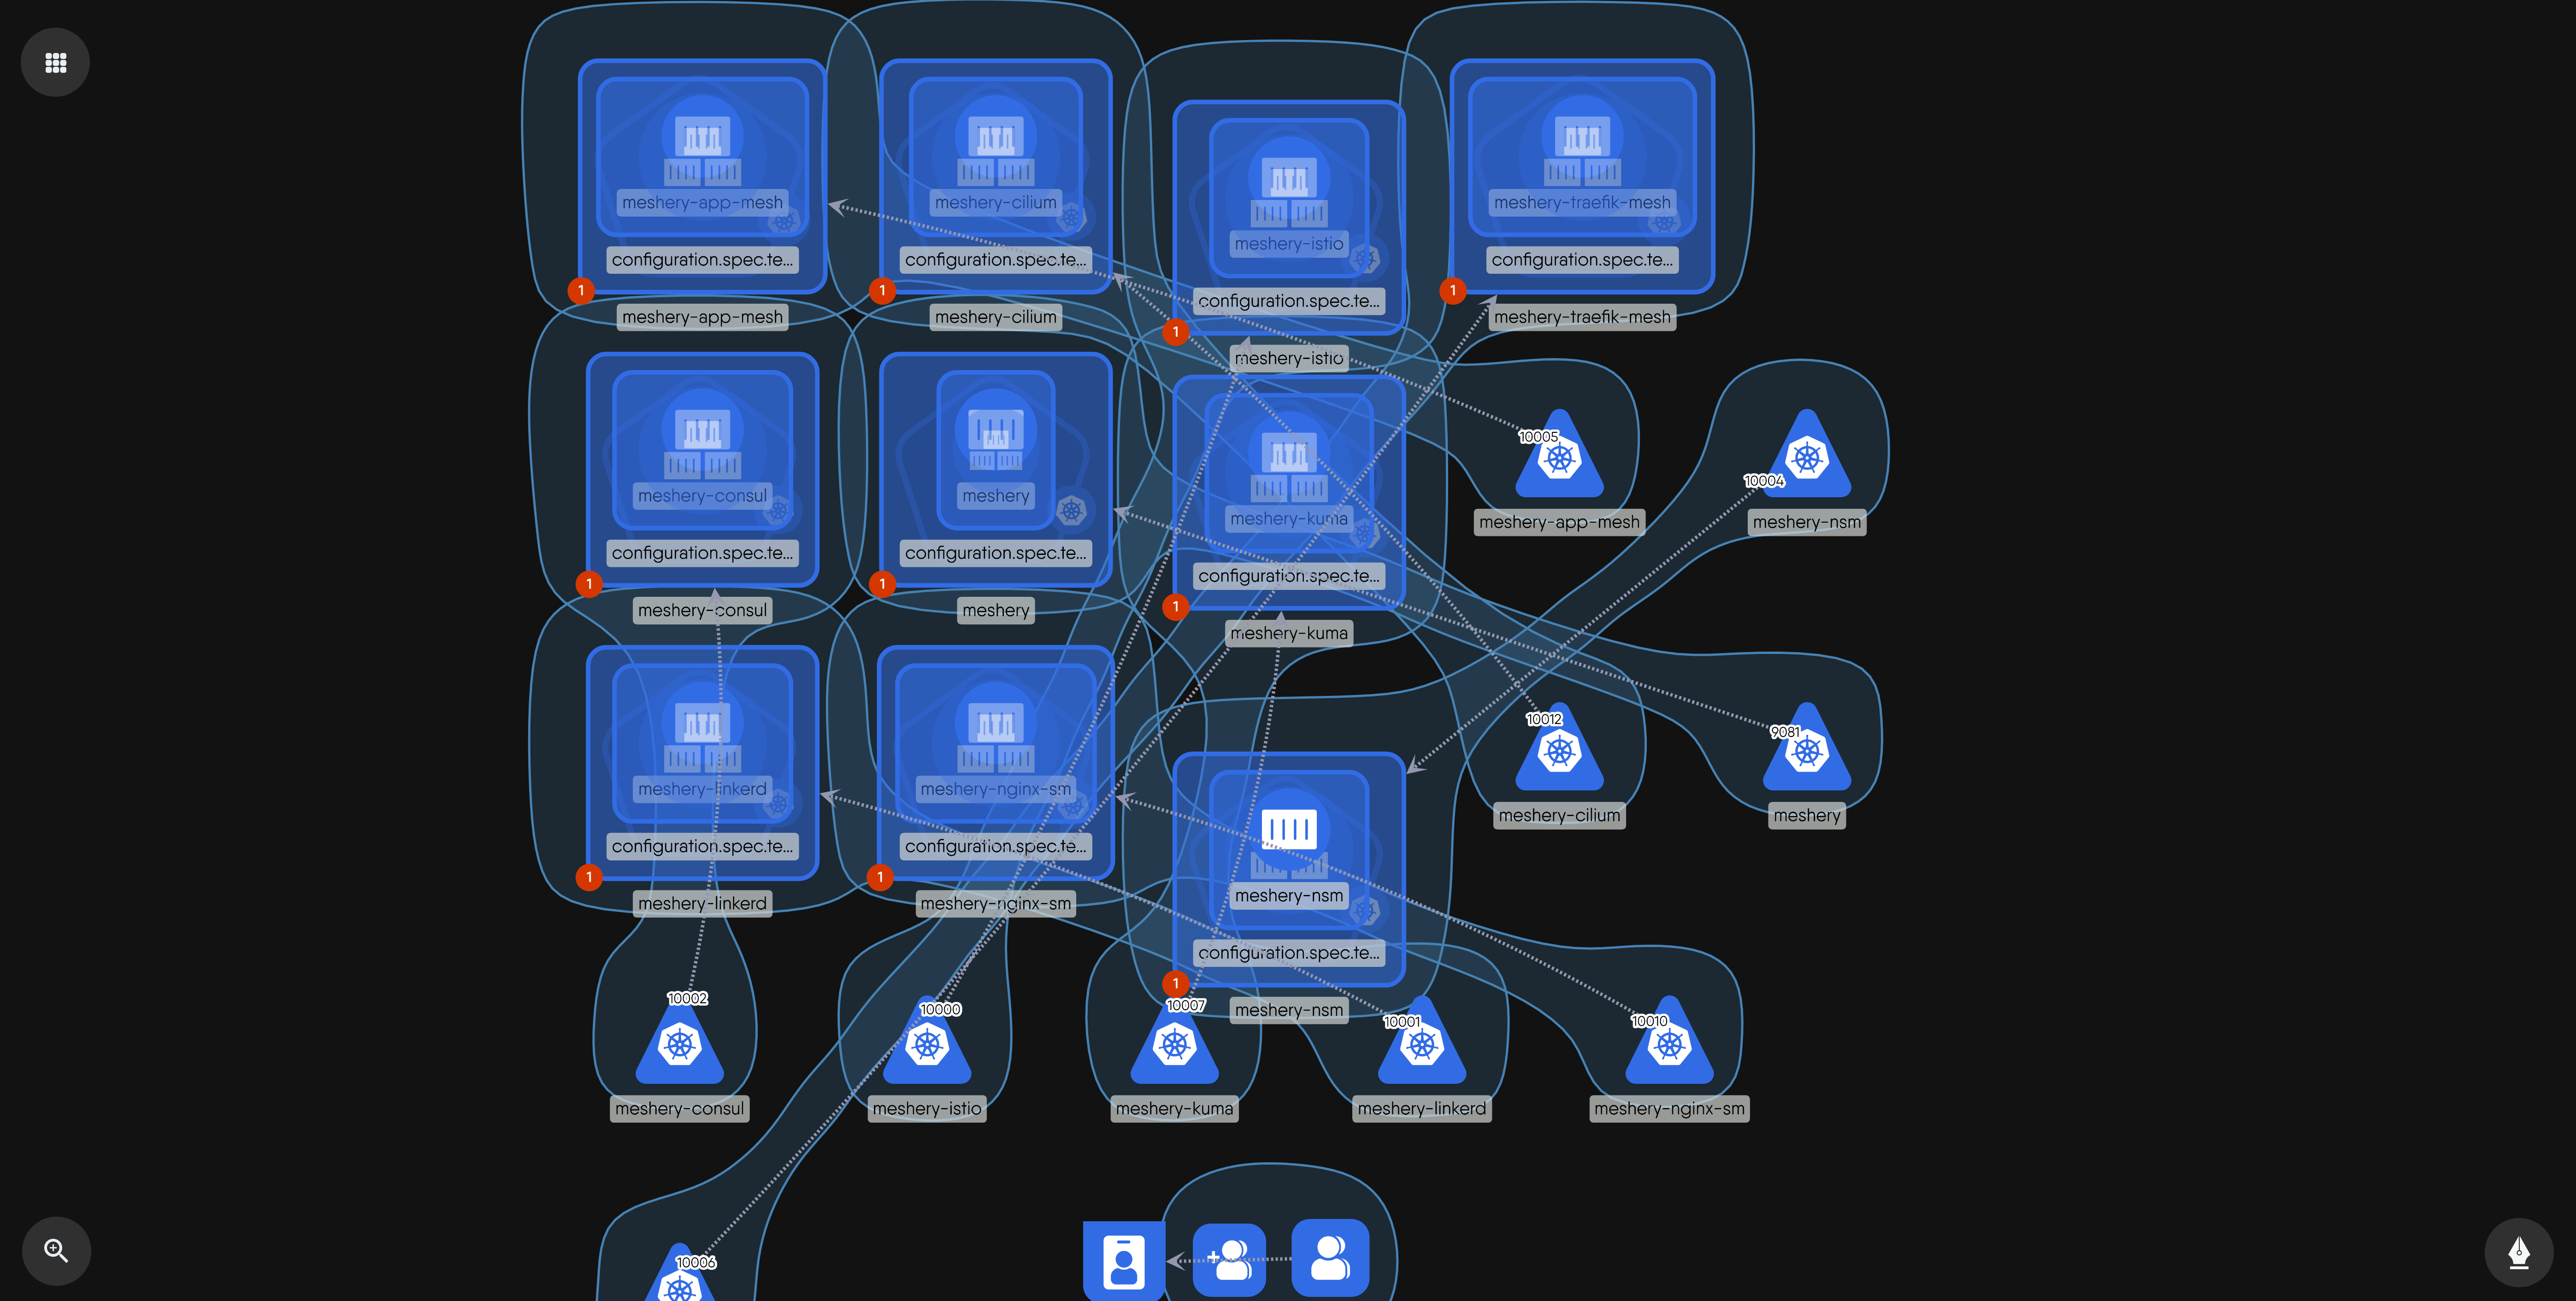 meshery-app-mesh
configuration.spec.te...
1
meshery-app-mesh
meshery-cilium
configuration.spec.te...
1
meshery-cilium
meshery-istio
configuration.spec.te...
1
meshery-istio
meshery-traefik-mesh
configuration.spec.te...
1
meshery-traefik-mesh
meshery-consul
configuration.spec.te...
1
meshery-consul
meshery
configuration.spec.te...
1
meshery
meshery-kuma
configuration.spec.te...
1
meshery-kuma
10005
meshery-app-mesh
10004
meshery-nsm
meshery-linkerd
configuration.spec.te...
1
meshery-linkerd
meshery-nginx-sm
configuration.spec.te...
1
meshery-nginx-sm
meshery-nsm
configuration.spec.te...
1
meshery-nsm
10012
meshery-cilium
9081
meshery
10002
meshery-consul
10000
meshery-istio
10007
meshery-kuma
10001
meshery-linkerd
10010
meshery-nginx-sm
10006